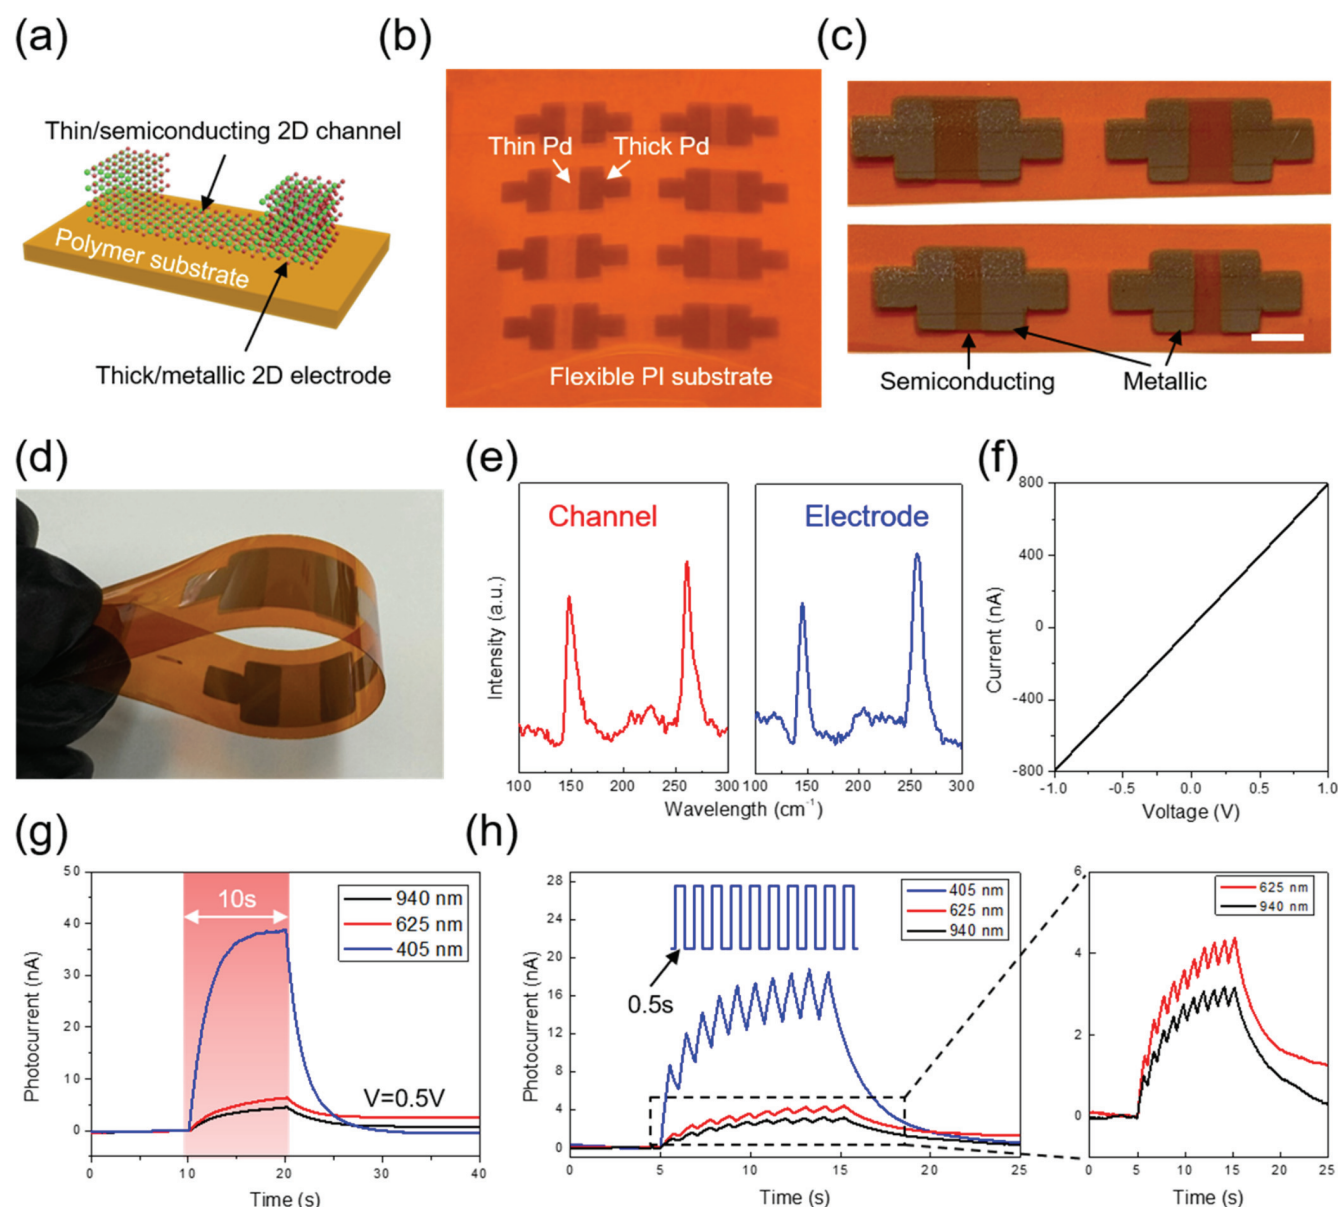 (a)
Thin/semiconducting 2D channel
Polymer substrate
Thick/metallic 2D electrode
(b)
Thin Pd
Thick Pd
Flexible PI substrate
(c)
Semiconducting
Metallic
(d)
(e)
Channel
Electrode
Intensity (a.u.)
100 150 200 250 300
100 150 200 250 300
Wavelength (cm⁻¹)
(f)
800
400
0
-400
-800
Current (nA)
-1.0 -0.5 0.0 0.5 1.0
Voltage (V)
(g)
50
40
30
20
10
0
Photocurrent (nA)
10s
940 nm
625 nm
405 nm
V=0.5V
0 10 20 30 40
Time (s)
(h)
28
24
20
16
12
8
4
0
Photocurrent (nA)
0.5s
405 nm
625 nm
940 nm
0 5 10 15 20 25
Time (s)
6
4
2
0
625 nm
940 nm
0 5 10 15 20 25
Time (s)